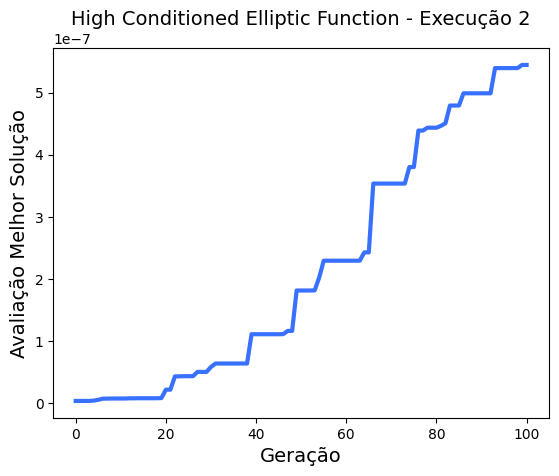 High Conditioned Elliptic Function - Execução 2
1e−7
5
4
3
2
1
0
Avaliação Melhor Solução
0 20 40 60 80 100
Geração